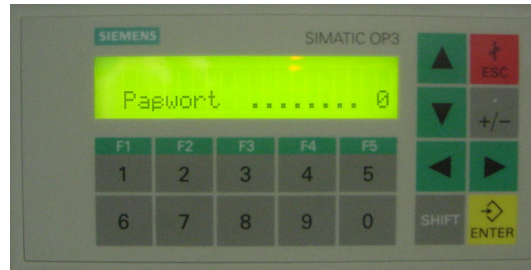 SIEMENS SIMATIC OP3
Paßwort ........ 0
ESC
+/-
F1 F2 F3 F4 F5
1 2 3 4 5
6 7 8 9 0
SHIFT ENTER